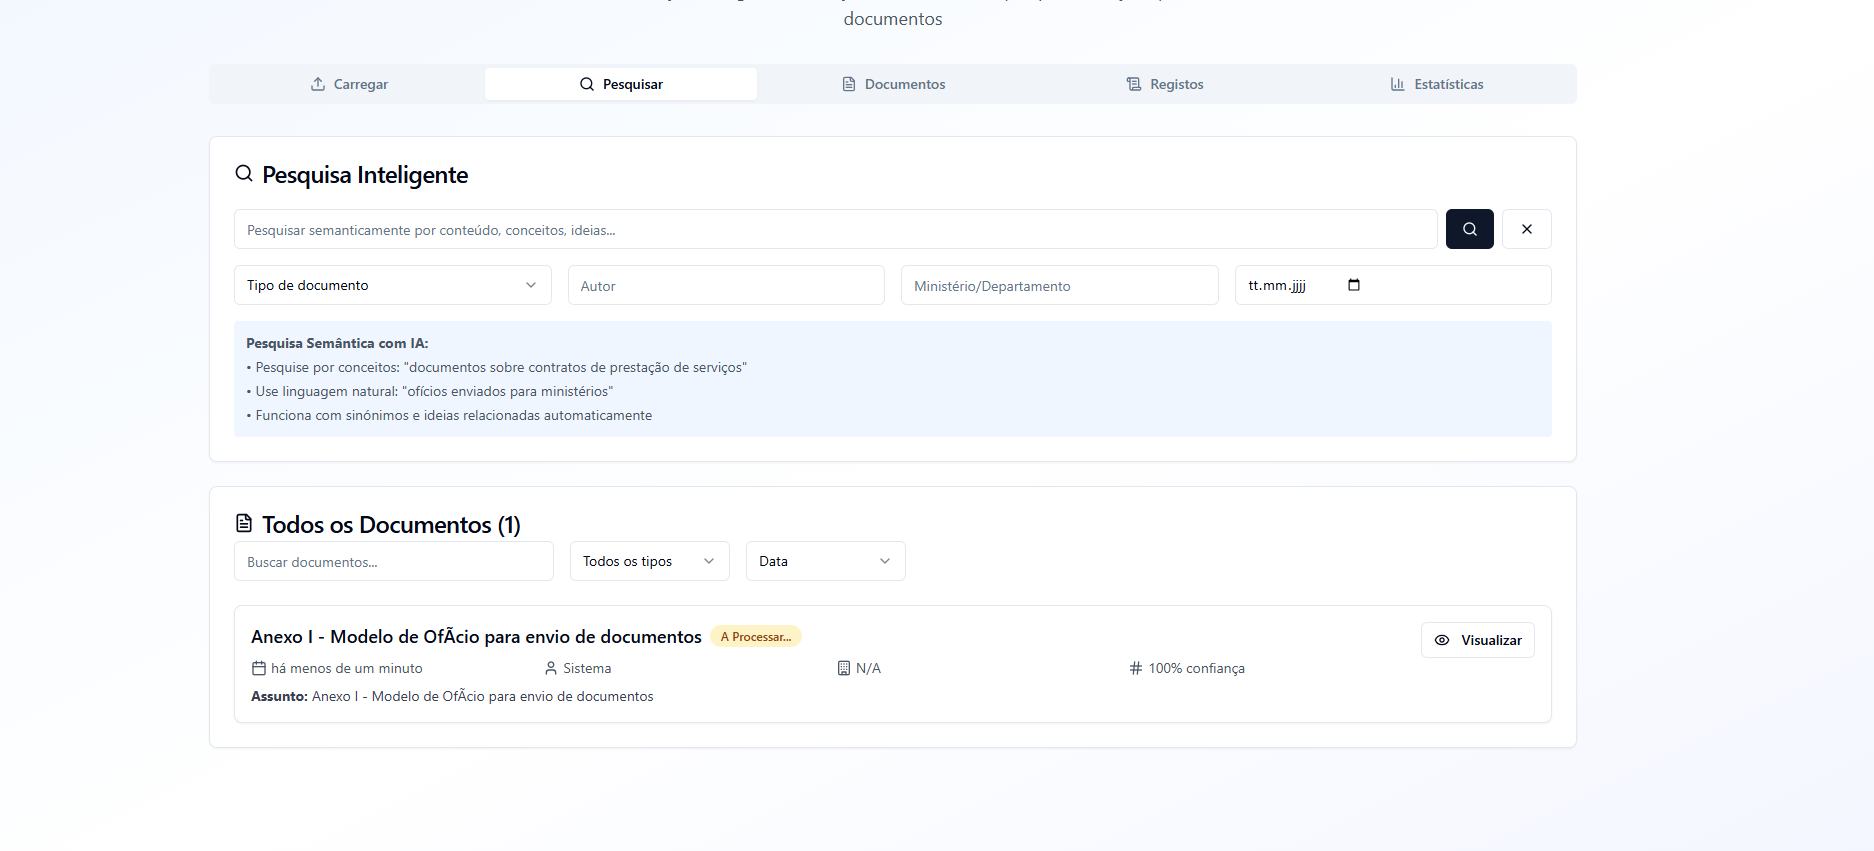 documentos
Carregar
Pesquisar
Documentos
Registos
Estatísticas
Pesquisa Inteligente
Pesquisar semanticamente por conteúdo, conceitos, ideias...
Tipo de documento
Autor
Ministério/Departamento
tt.mm.jjjj
Pesquisa Semântica com IA:
• Pesquise por conceitos: "documentos sobre contratos de prestação de serviços"
• Use linguagem natural: "ofícios enviados para ministérios"
• Funciona com sinónimos e ideias relacionadas automaticamente
Todos os Documentos (1)
Buscar documentos...
Todos os tipos
Data
Anexo I - Modelo de OfÃcio para envio de documentos
A Processar...
Visualizar
há menos de um minuto
Sistema
N/A
100% confiança
Assunto: Anexo I - Modelo de OfÃcio para envio de documentos